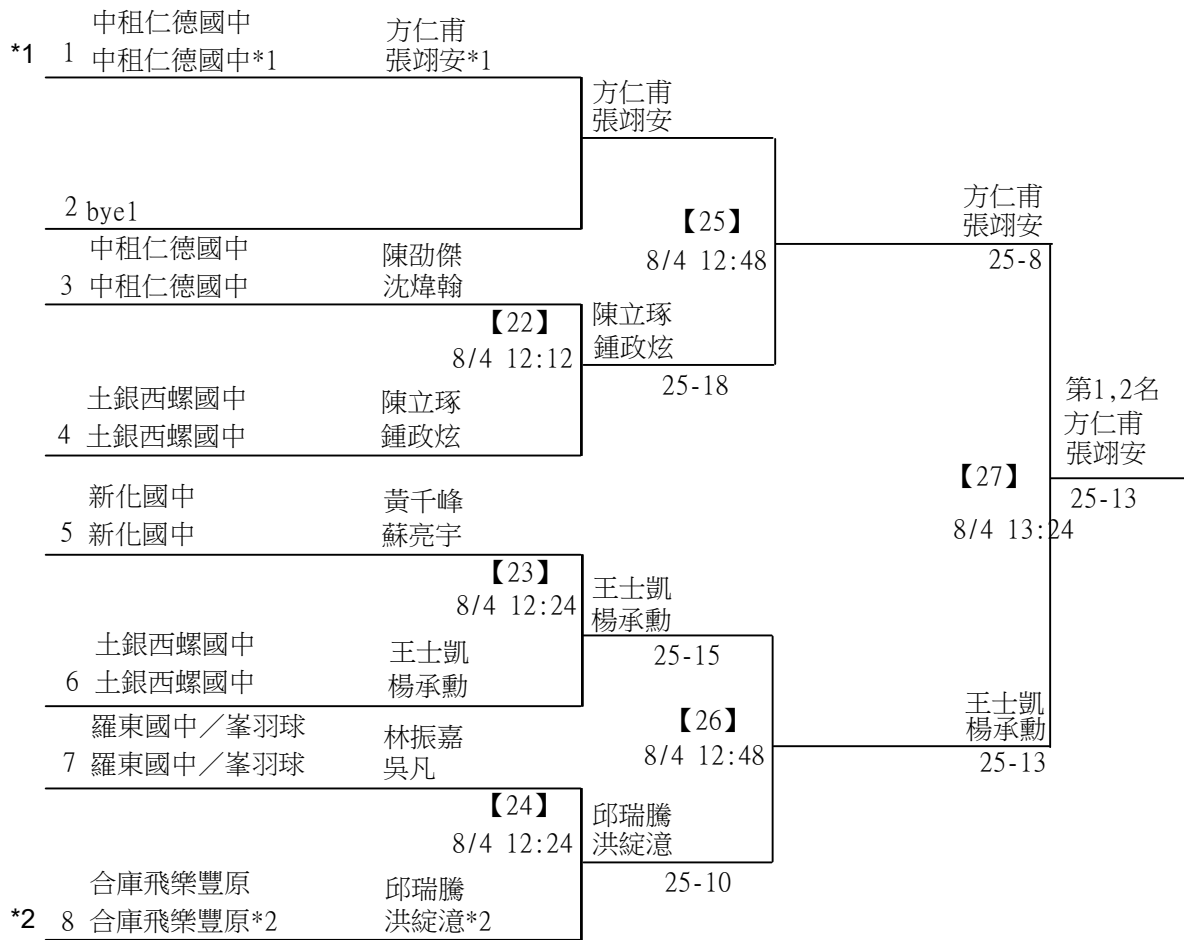 中租仁德國中 方仁甫
*1 1 中租仁德國中*1 張翊安*1
方仁甫
張翊安
2 bye1
【25】
8/4 12:48
方仁甫
張翊安
25-8
中租仁德國中 陳劭傑
3 中租仁德國中 沈煒翰
【22】
8/4 12:12
陳立琢
鍾政炫
25-18
土銀西螺國中 陳立琢
4 土銀西螺國中 鍾政炫
第1,2名
方仁甫
張翊安
【27】
25-13
8/4 13:24
新化國中 黃千峰
5 新化國中 蘇亮宇
【23】
8/4 12:24
王士凱
楊承勳
25-15
土銀西螺國中 王士凱
6 土銀西螺國中 楊承勳
【26】
8/4 12:48
王士凱
楊承勳
25-13
羅東國中／峯羽球 林振嘉
7 羅東國中／峯羽球 吳凡
【24】
8/4 12:24
邱瑞騰
洪綻澺
25-10
合庫飛樂豐原 邱瑞騰
*2 8 合庫飛樂豐原*2 洪綻澺*2